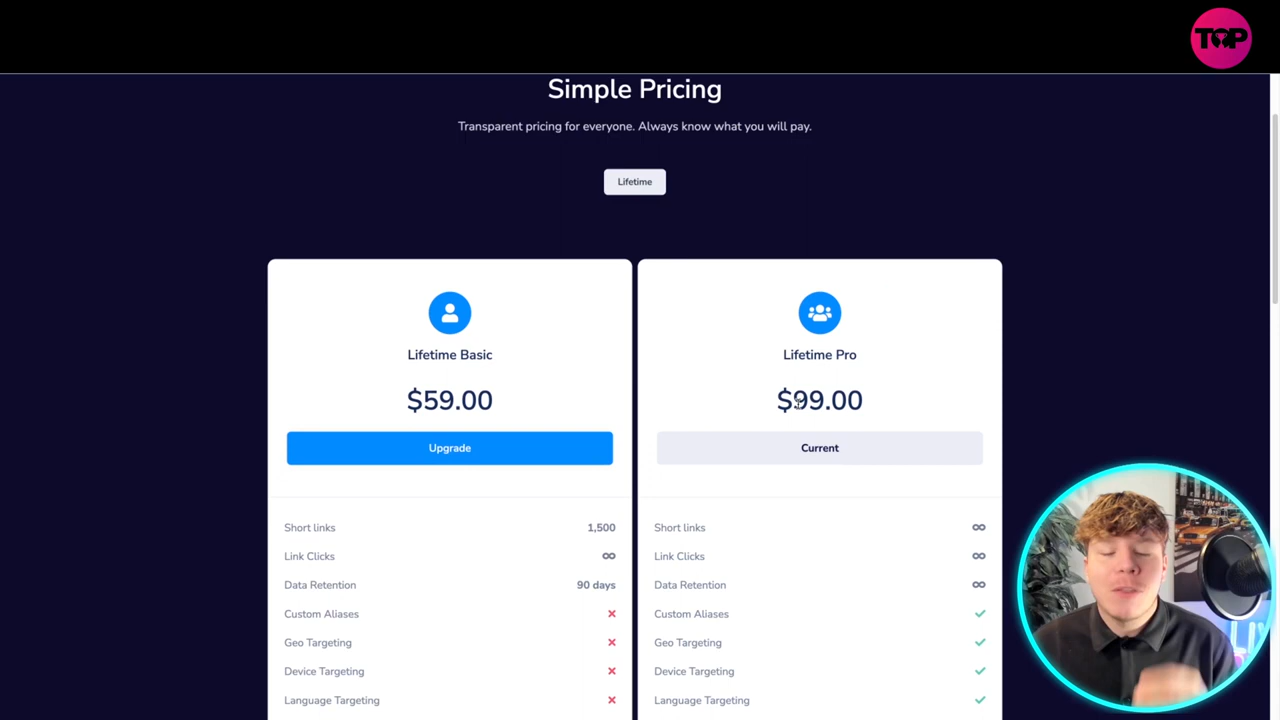 TOP
Simple Pricing
Transparent pricing for everyone. Always know what you will pay.
Lifetime
Lifetime Basic
$59.00
Upgrade
Short links 1,500
Link Clicks ∞
Data Retention 90 days
Custom Aliases ×
Geo Targeting ×
Device Targeting ×
Language Targeting ×
Lifetime Pro
$99.00
Current
Short links ∞
Link Clicks ∞
Data Retention ∞
Custom Aliases ✓
Geo Targeting ✓
Device Targeting ✓
Language Targeting ✓